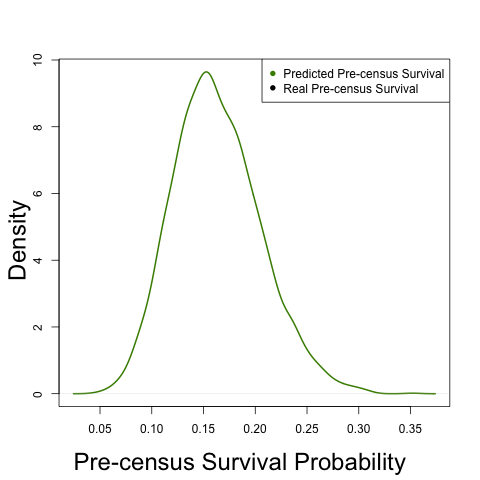 Predicted Pre-census Survival
Real Pre-census Survival
10
8
6
4
2
0
Density
0.05 0.10 0.15 0.20 0.25 0.30 0.35
Pre-census Survival Probability